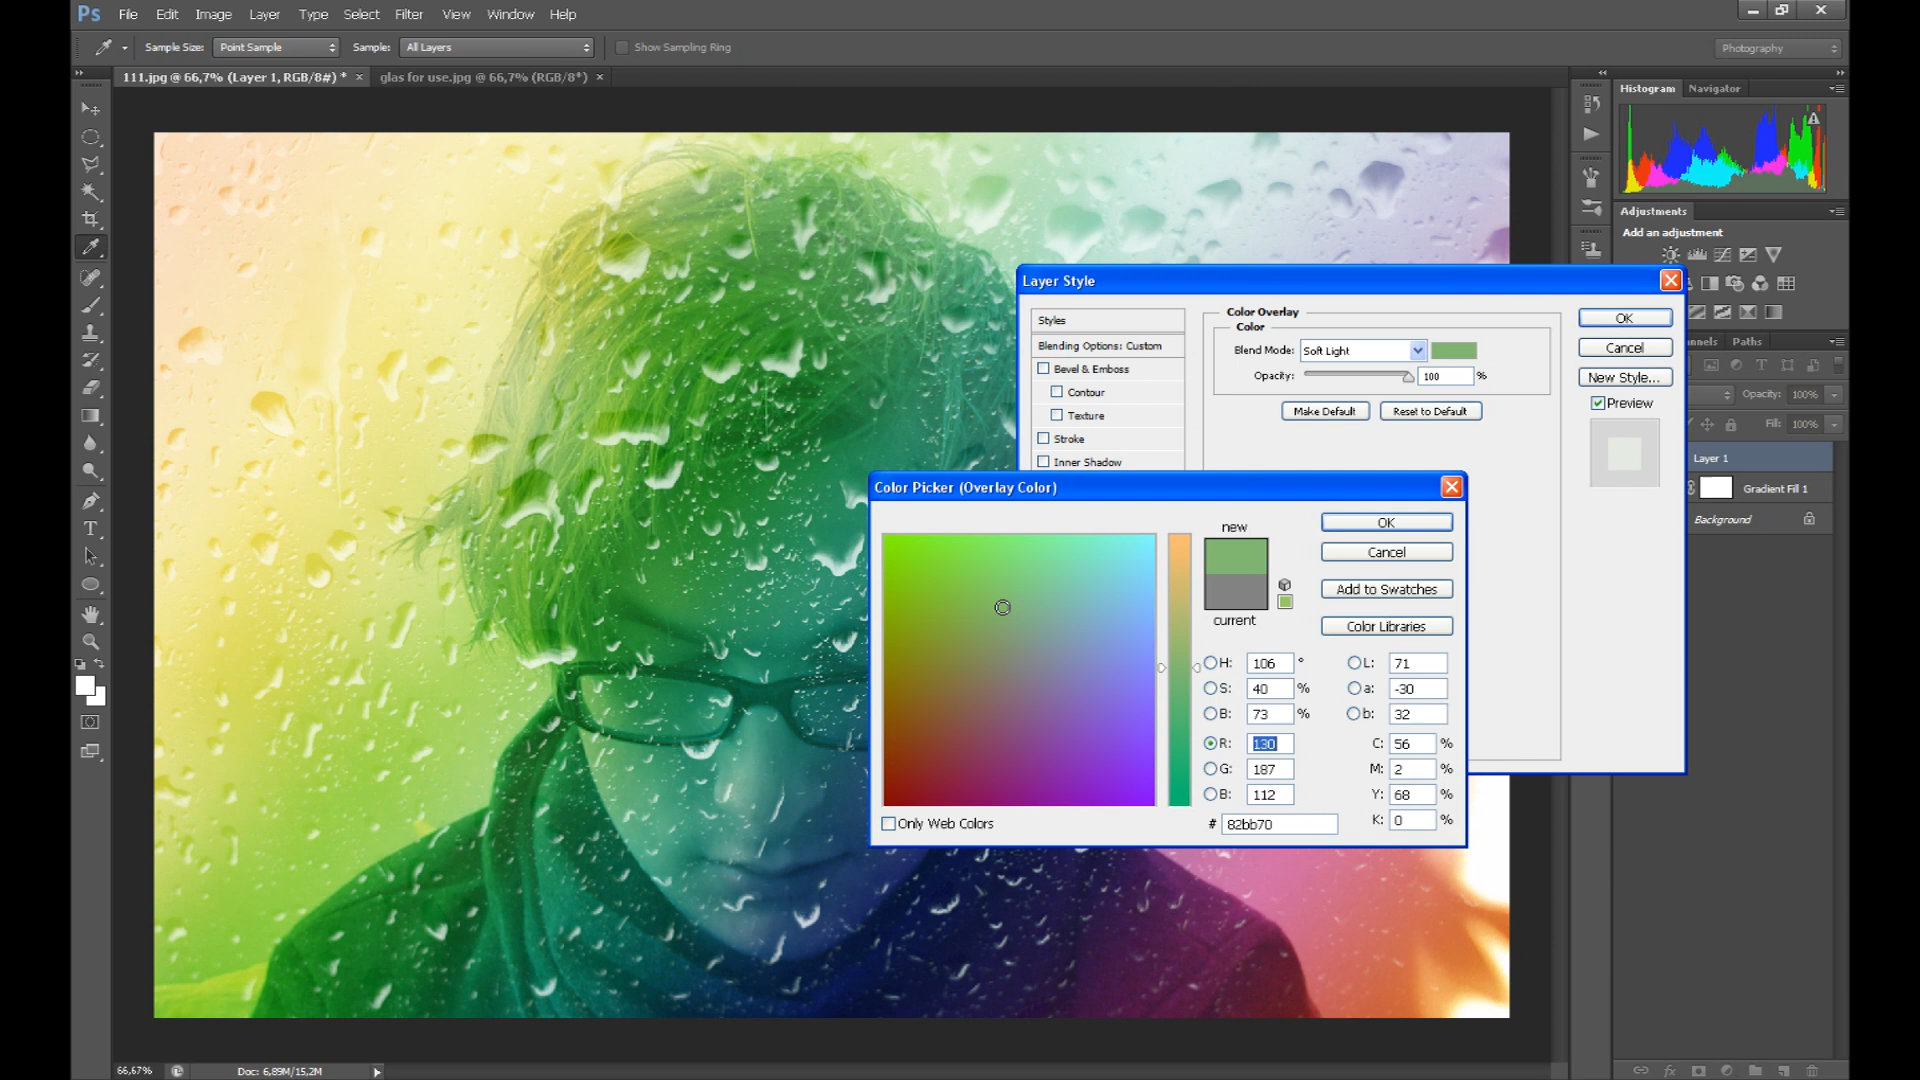 Ps File Edit Image Layer Type Select Filter View Window Help
Sample Size: Point Sample Sample: All Layers Show Sampling Ring Photography
111.jpg @ 66,7% (Layer 1, RGB/8#) * × glas for use.jpg @ 66,7% (RGB/8*) ×
Histogram Navigator
Adjustments
Add an adjustment
Layer Style
Styles
Blending Options: Custom
Bevel & Emboss
Contour
Texture
Stroke
Inner Shadow
Color Overlay
Color
Blend Mode: Soft Light
Opacity: 100 %
Make Default Reset to Default
OK
Cancel
New Style...
Preview
Paths
Opacity: 100%
Fill: 100%
Layer 1
Gradient Fill 1
Background
Color Picker (Overlay Color)
new
current
OK
Cancel
Add to Swatches
Color Libraries
H: 106 ° L: 71
S: 40 % a: -30
B: 73 % b: 32
R: 130 C: 56 %
G: 187 M: 2 %
B: 112 Y: 68 %
# 82bb70 K: 0 %
Only Web Colors
66,67% Doc: 6,89M/15,2M